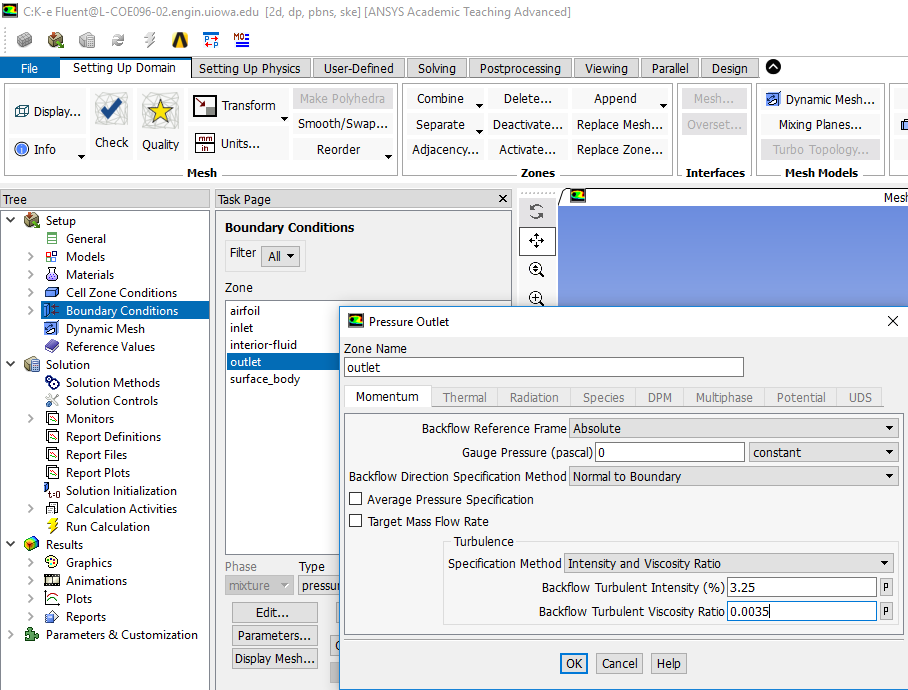 C:K-e Fluent@L-COE096-02.engin.uiowa.edu [2d, dp, pbns, ske] [ANSYS Academic Teaching Advanced]
File Setting Up Domain Setting Up Physics User-Defined Solving Postprocessing Viewing Parallel Design
Display...
Info
Check
Quality
Transform
mm
in
Units...
Make Polyhedra
Smooth/Swap...
Reorder
Mesh
Combine Delete... Append
Separate Deactivate... Replace Mesh...
Adjacency... Activate... Replace Zone...
Zones
Mesh...
Overset...
Interfaces
Dynamic Mesh...
Mixing Planes...
Turbo Topology...
Mesh Models
Tree
Setup
General
Models
Materials
Cell Zone Conditions
Boundary Conditions
Dynamic Mesh
Reference Values
Solution
Solution Methods
Solution Controls
Monitors
Report Definitions
Report Files
Report Plots
t=0
Solution Initialization
Calculation Activities
Run Calculation
Results
Graphics
Animations
Plots
Reports
Parameters & Customization
Task Page
Boundary Conditions
Filter All
Zone
airfoil
inlet
interior-fluid
outlet
surface_body
Phase Type
mixture pressu
Edit...
Parameters...
Display Mesh...
Mesh
Pressure Outlet
Zone Name
outlet
Momentum Thermal Radiation Species DPM Multiphase Potential UDS
Backflow Reference Frame Absolute
Gauge Pressure (pascal) 0 constant
Backflow Direction Specification Method Normal to Boundary
Average Pressure Specification
Target Mass Flow Rate
Turbulence
Specification Method Intensity and Viscosity Ratio
Backflow Turbulent Intensity (%) 3.25 P
Backflow Turbulent Viscosity Ratio 0.0035 P
OK Cancel Help